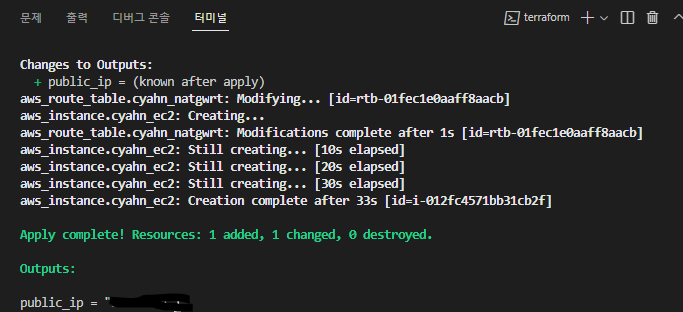 문제 출력 디버그 콘솔 터미널 terraform
Changes to Outputs:
+ public_ip = (known after apply)
aws_route_table.cyahn_natgwrt: Modifying... [id=rtb-01fec1e0aaff8aacb]
aws_instance.cyahn_ec2: Creating...
aws_route_table.cyahn_natgwrt: Modifications complete after 1s [id=rtb-01fec1e0aaff8aacb]
aws_instance.cyahn_ec2: Still creating... [10s elapsed]
aws_instance.cyahn_ec2: Still creating... [20s elapsed]
aws_instance.cyahn_ec2: Still creating... [30s elapsed]
aws_instance.cyahn_ec2: Creation complete after 33s [id=i-012fc4571bb31cb2f]
Apply complete! Resources: 1 added, 1 changed, 0 destroyed.
Outputs:
public_ip = "